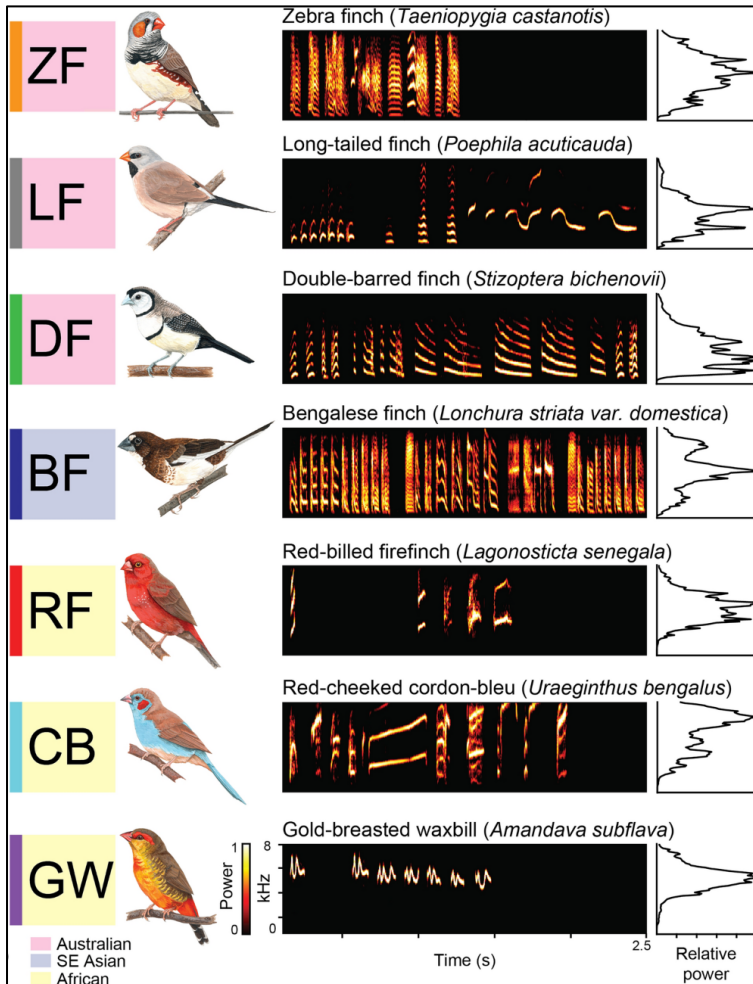 Zebra finch (Taeniopygia castanotis)
ZF
Long-tailed finch (Poephila acuticauda)
LF
Double-barred finch (Stizoptera bichenovii)
DF
Bengalese finch (Lonchura striata var. domestica)
BF
Red-billed firefinch (Lagonosticta senegala)
RF
Red-cheeked cordon-bleu (Uraeginthus bengalus)
CB
Gold-breasted waxbill (Amandava subflava)
GW
1
Power
0
8
kHz
4
0
Time (s)
2.5
Relative
power
Australian
SE Asian
African